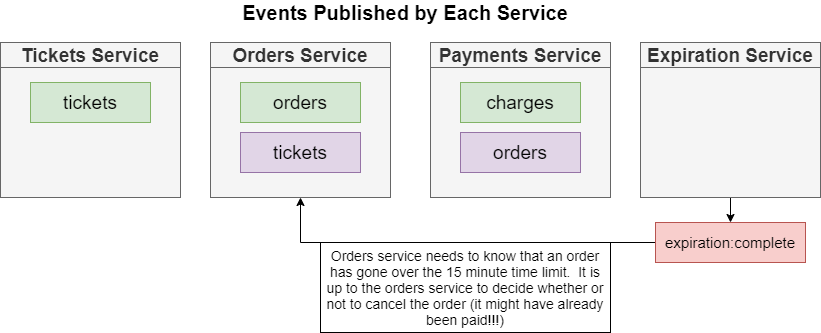 Events Published by Each Service
Tickets Service
Orders Service
Payments Service
Expiration Service
tickets
orders
charges
tickets
orders
expiration:complete
Orders service needs to know that an order
has gone over the 15 minute time limit.  It is
up to the orders service to decide whether or
not to cancel the order (it might have already
been paid!!!)